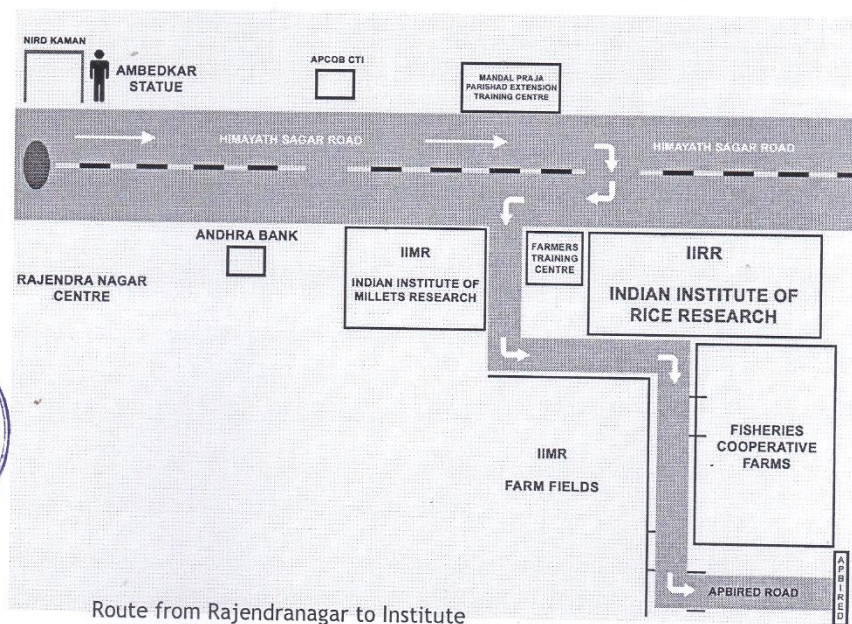 NIRD KAMAN
AMBEDKAR
STATUE
APCOB CTI
MANDAL PRAJA
PARISHAD EXTENSION
TRAINING CENTRE
HIMAYATH SAGAR ROAD
HIMAYATH SAGAR ROAD
ANDHRA BANK
RAJENDRA NAGAR
CENTRE
IIMR
INDIAN INSTITUTE OF
MILLETS RESEARCH
FARMERS
TRAINING
CENTRE
IIRR
INDIAN INSTITUTE OF
RICE RESEARCH
IIMR
FARM FIELDS
FISHERIES
COOPERATIVE
FARMS
APBIRED ROAD
APBIRED
Route from Rajendranagar to Institute